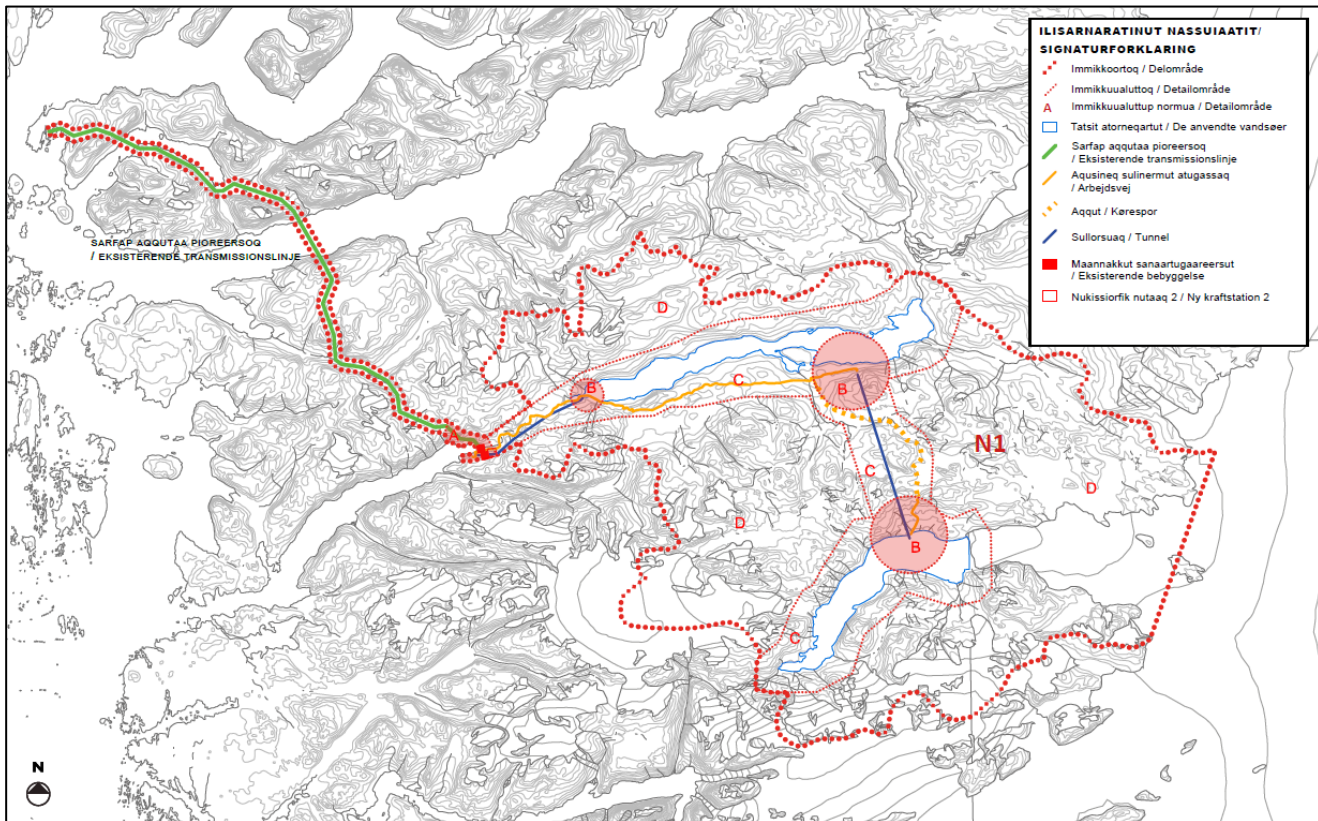 ILISARNARATINUT NASSUIAATIT/
SIGNATURFORKLARING
Immikkoortoq / Delområde
Immikkuualuttoq / Detailområde
A Immikkuualuttup normua / Detailområde
Tatsit atorneqartut / De anvendte vandsøer
Sarfap aqqutaa pioreersoq
/ Eksisterende transmissionslinje
Aqusineq sulinermut atugassaq
/ Arbejdsvej
Aqqut / Kørespor
Sullorsuaq / Tunnel
Maannakkut sanaartugaareersut
/ Eksisterende bebyggelse
Nukissiorfik nutaaq 2 / Ny kraftstation 2
SARFAP AQQUTAA PIOREERSOQ
/ EKSISTERENDE TRANSMISSIONSLINJE
D
B
C
B
A
N1
C
D
D
B
C
N